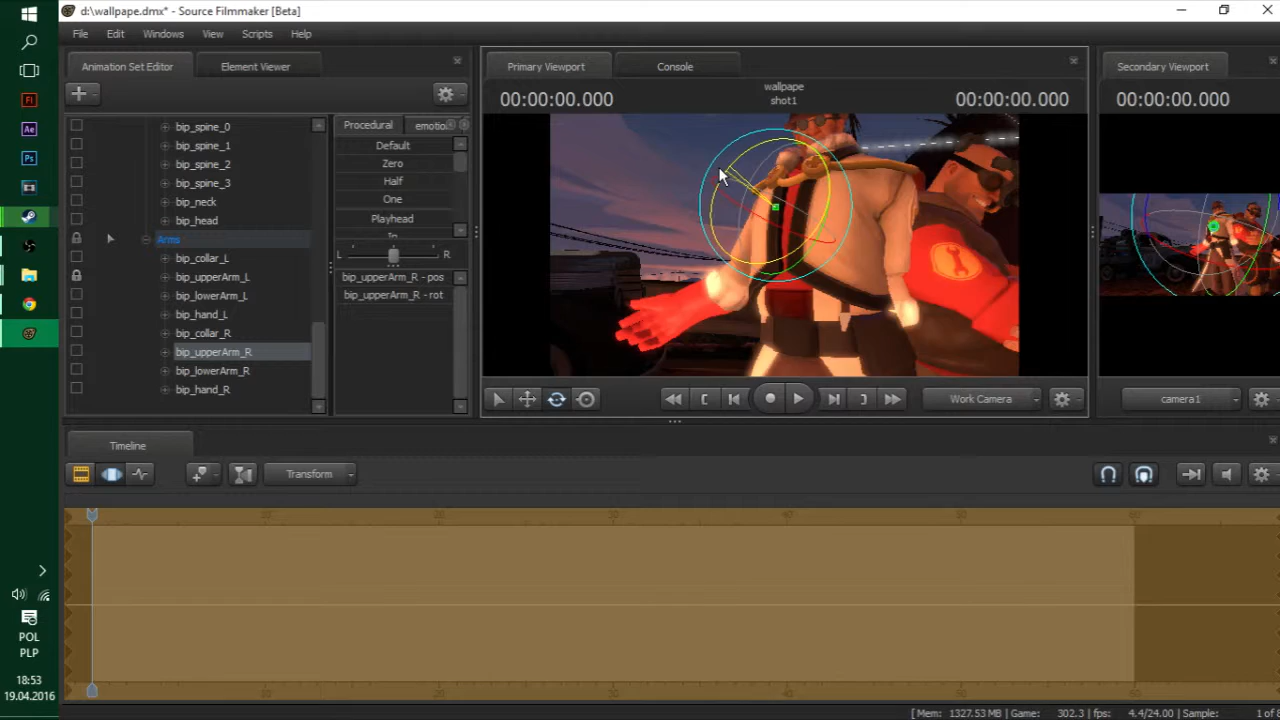 d:\wallpape.dmx* - Source Filmmaker [Beta]
File Edit Windows View Scripts Help
Animation Set Editor
Element Viewer
Primary Viewport
Console
Secondary Viewport
00:00:00.000
wallpape
shot1
00:00:00.000
00:00:00.000
bip_spine_0
bip_spine_1
bip_spine_2
bip_spine_3
bip_neck
bip_head
Arms
bip_collar_L
bip_upperArm_L
bip_lowerArm_L
bip_hand_L
bip_collar_R
bip_upperArm_R
bip_lowerArm_R
bip_hand_R
Procedural
emotio
Default
Zero
Half
One
Playhead
In
L
R
bip_upperArm_R - pos
bip_upperArm_R - rot
Work Camera
camera1
Timeline
Transform
Fl
Ae
Ps
POL
PLP
18:53
19.04.2016
[ Mem: 1327.53 MB | Game: 302.3 | fps: 4.4/24.00 | Sample: 1 of